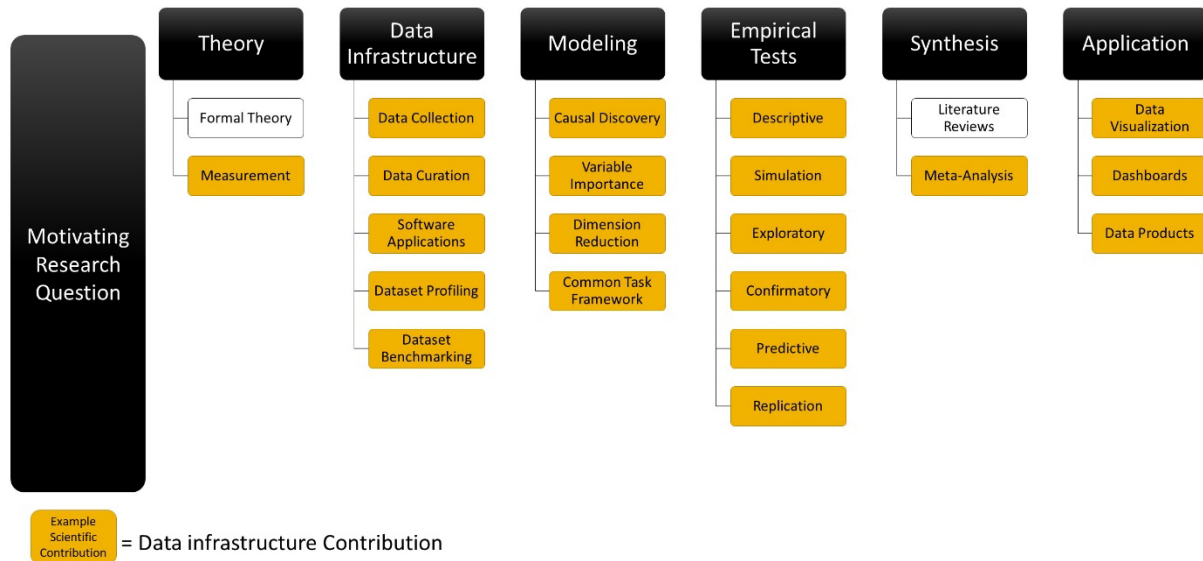 Motivating
Research
Question
Theory
Formal Theory
Measurement
Data
Infrastructure
Data Collection
Data Curation
Software
Applications
Dataset Profiling
Dataset
Benchmarking
Modeling
Causal Discovery
Variable
Importance
Dimension
Reduction
Common Task
Framework
Empirical
Tests
Descriptive
Simulation
Exploratory
Confirmatory
Predictive
Replication
Synthesis
Literature
Reviews
Meta-Analysis
Application
Data
Visualization
Dashboards
Data Products
Example
Scientific
Contribution
= Data infrastructure Contribution